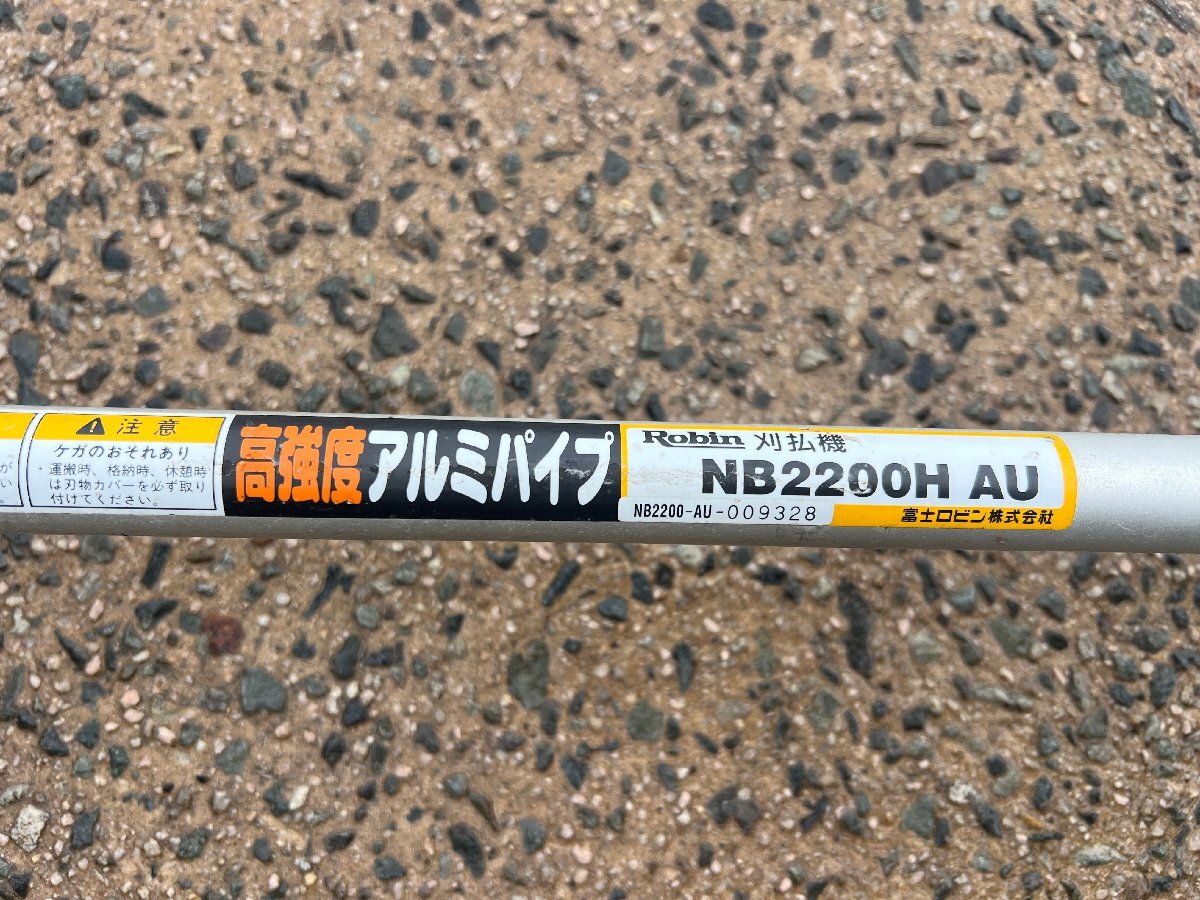 が
い
注意
ケガのおそれあり
・運搬時、格納時、休憩時
は刃物カバーを必ず取り
付けてください。
高強度アルミパイプ
Robin 刈払機
NB2200H AU
NB2200-AU-009328
富士ロビン株式会社